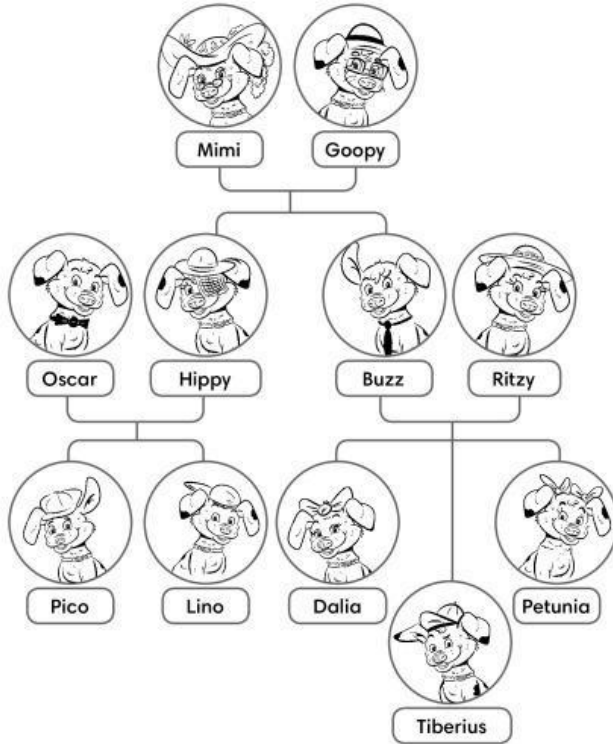 Mimi
Goopy
Oscar
Hippy
Buzz
Ritzy
Pico
Lino
Dalia
Petunia
Tiberius